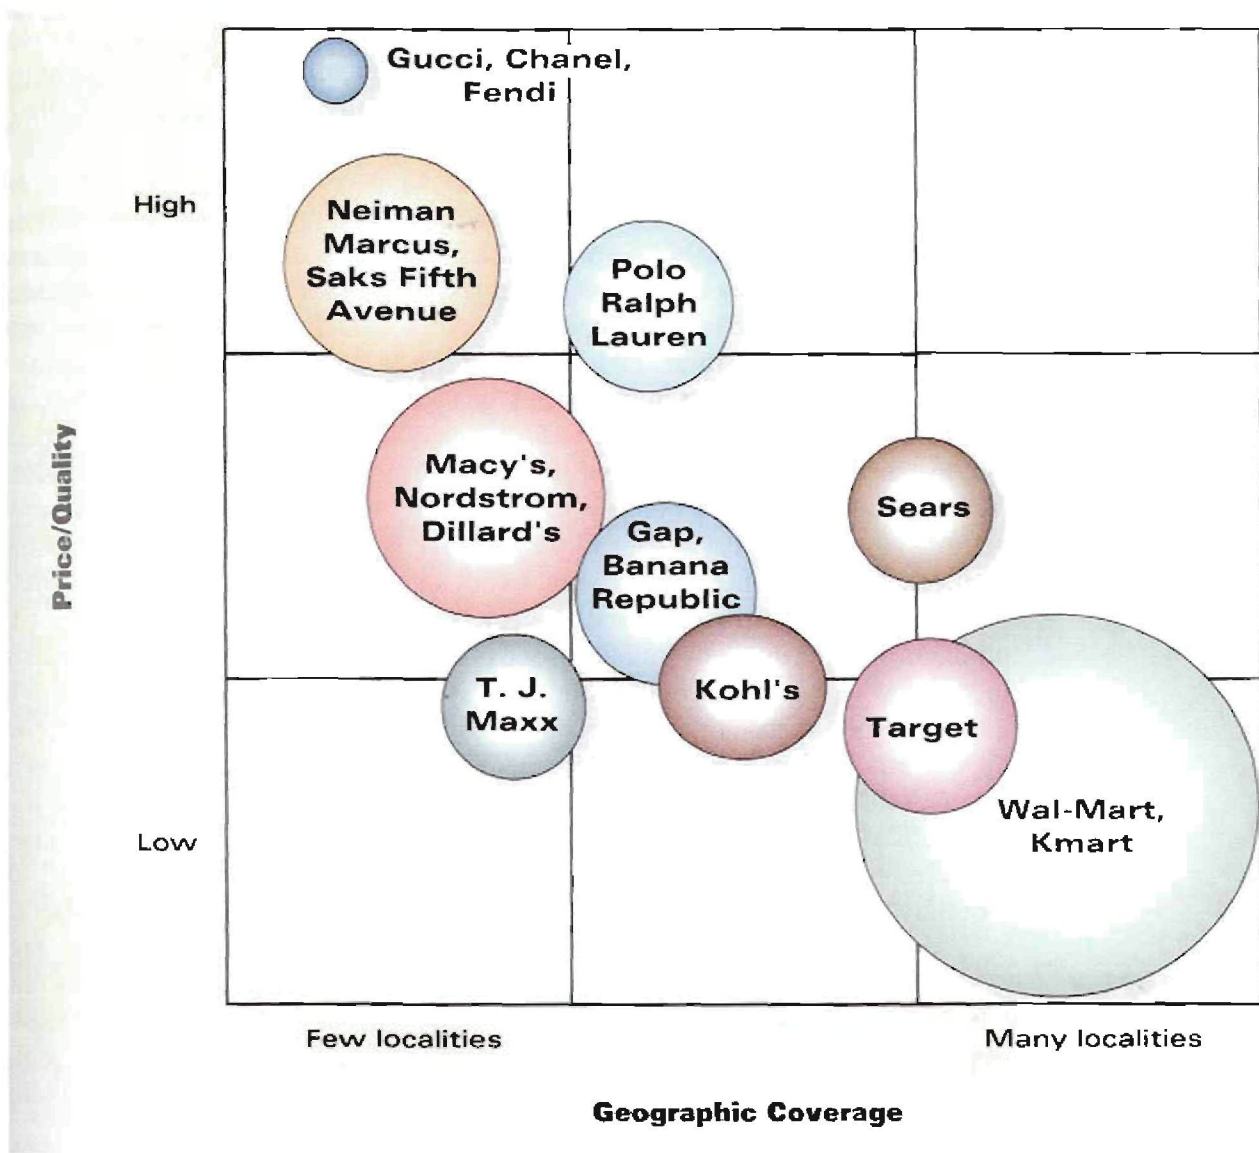 Gucci, Chanel,
Fendi
High
Neiman
Marcus,
Saks Fifth
Avenue
Polo
Ralph
Lauren
Price/Quality
Macy's,
Nordstrom,
Dillard's
Sears
Gap,
Banana
Republic
T. J.
Maxx
Kohl's
Target
Wal-Mart,
Kmart
Low
Few localities
Many localities
Geographic Coverage